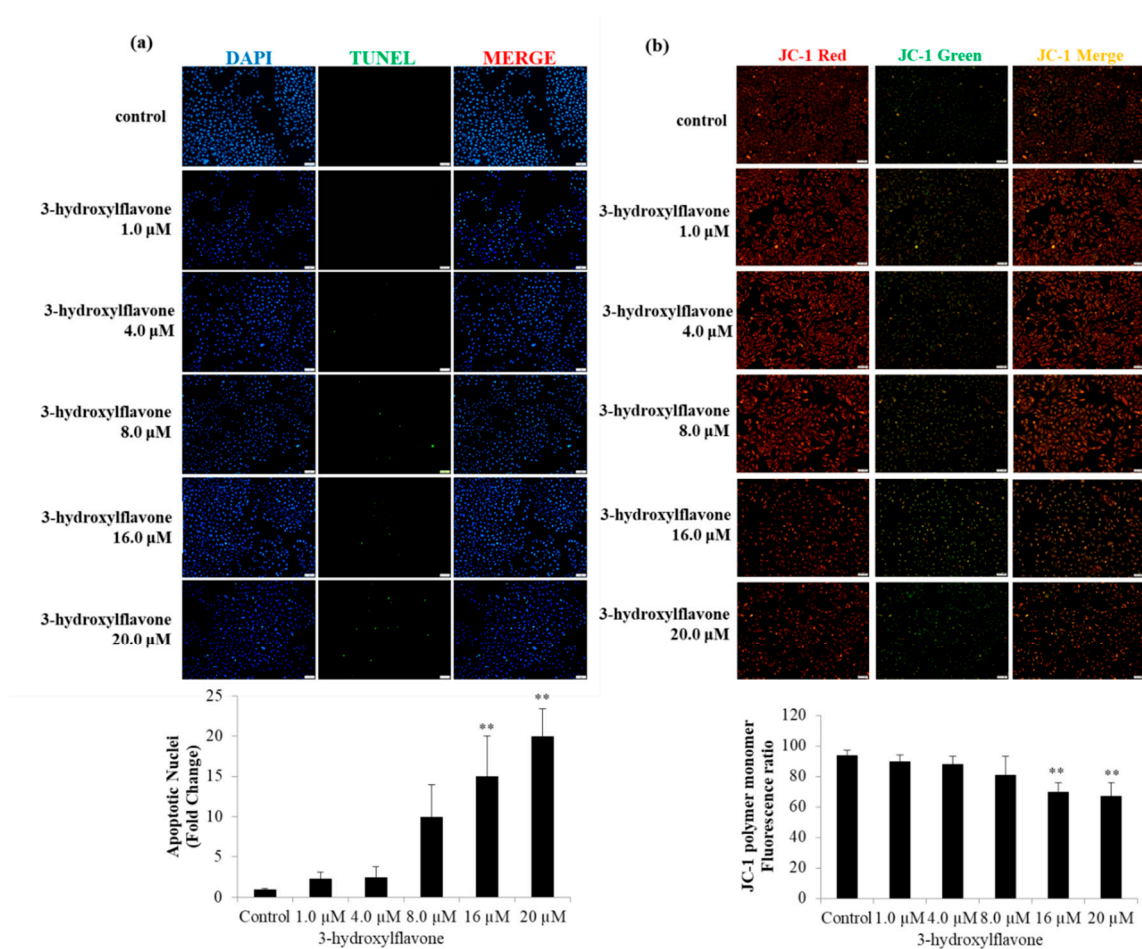 (a)
DAPI TUNEL MERGE
control
3-hydroxylflavone
1.0 µM
3-hydroxylflavone
4.0 µM
3-hydroxylflavone
8.0 µM
3-hydroxylflavone
16.0 µM
3-hydroxylflavone
20.0 µM
Apoptotic Nuclei
(Fold Change)
25
20
15
10
5
0
**
**
Control 1.0 µM 4.0 µM 8.0 µM 16 µM 20 µM
3-hydroxylflavone
(b)
JC-1 Red JC-1 Green JC-1 Merge
control
3-hydroxylflavone
1.0 µM
3-hydroxylflavone
4.0 µM
3-hydroxylflavone
8.0 µM
3-hydroxylflavone
16.0 µM
3-hydroxylflavone
20.0 µM
JC-1 polymer monomer
Fluorescence ratio
120
100
80
60
40
20
0
**
**
Control 1.0 µM 4.0 µM 8.0 µM 16 µM 20 µM
3-hydroxylflavone